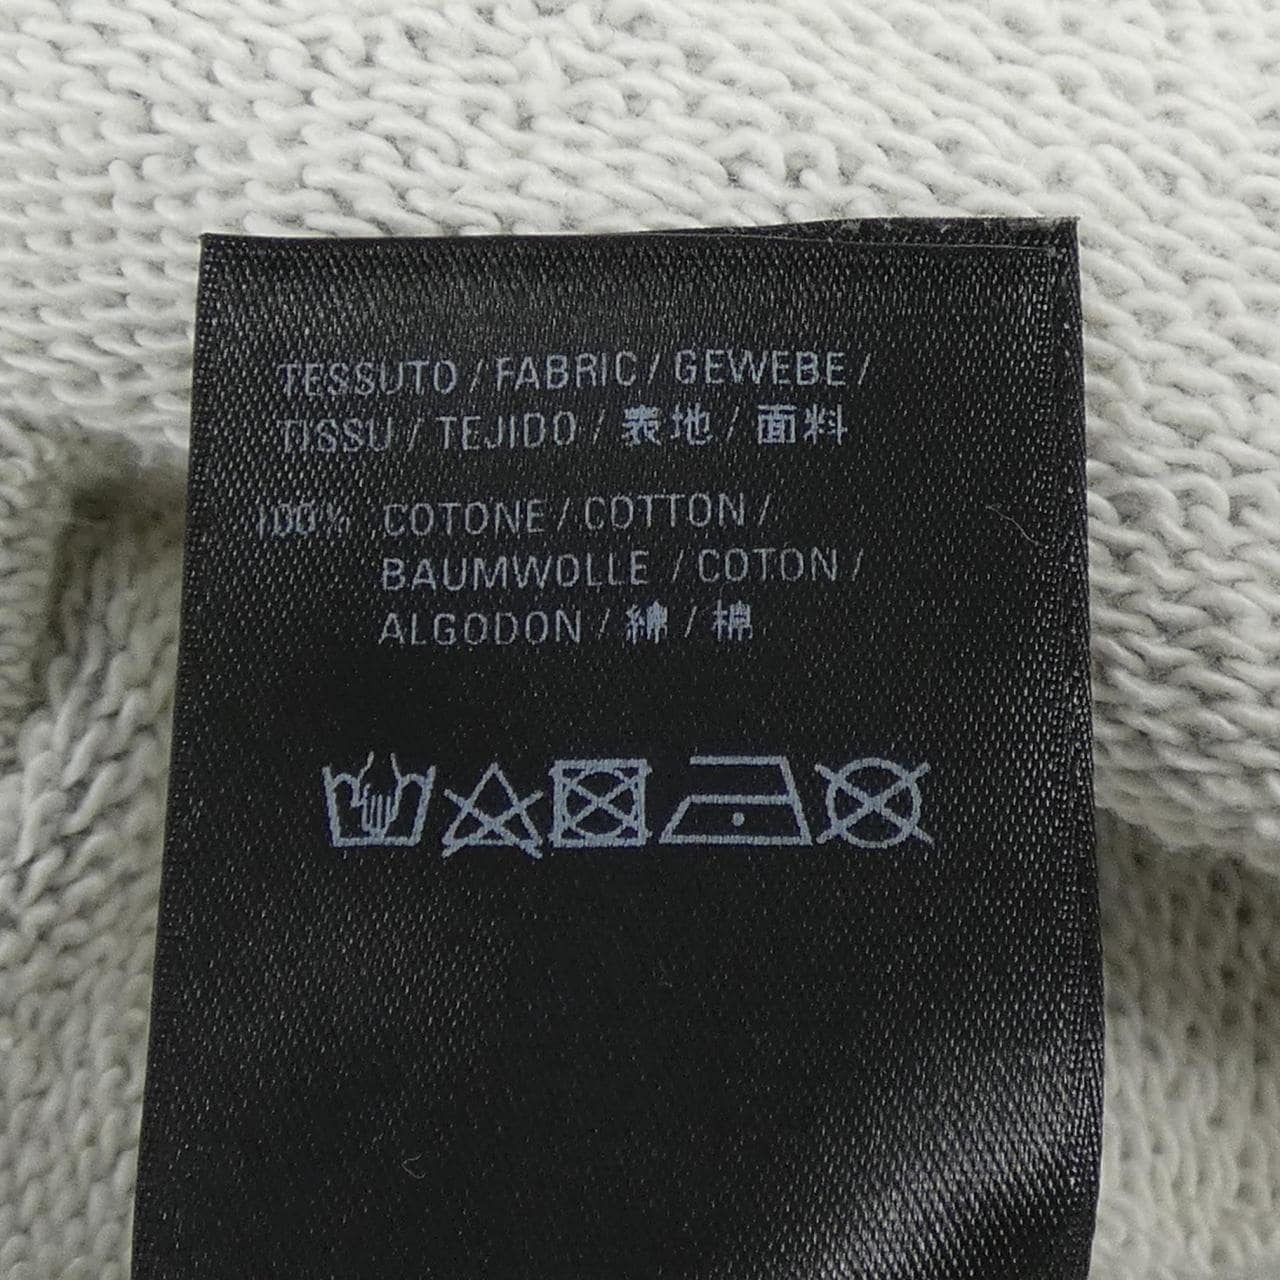 TESSUTO / FABRIC / GEWEBE /
TISSU / TEJIDO / 表地 / 面料
100% COTONE / COTTON /
BAUMWOLLE / COTON /
ALGODON / 綿 / 棉